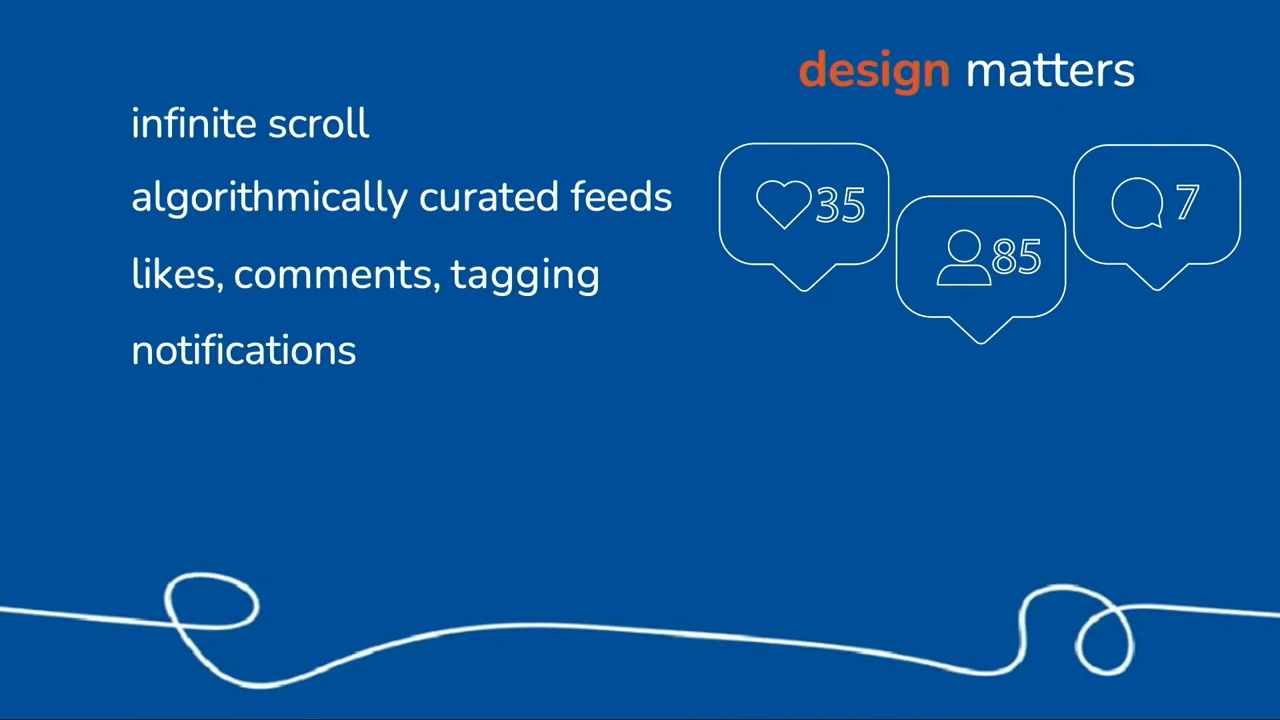 design matters
infinite scroll
algorithmically curated feeds
likes, comments, tagging
notifications
35
85
7